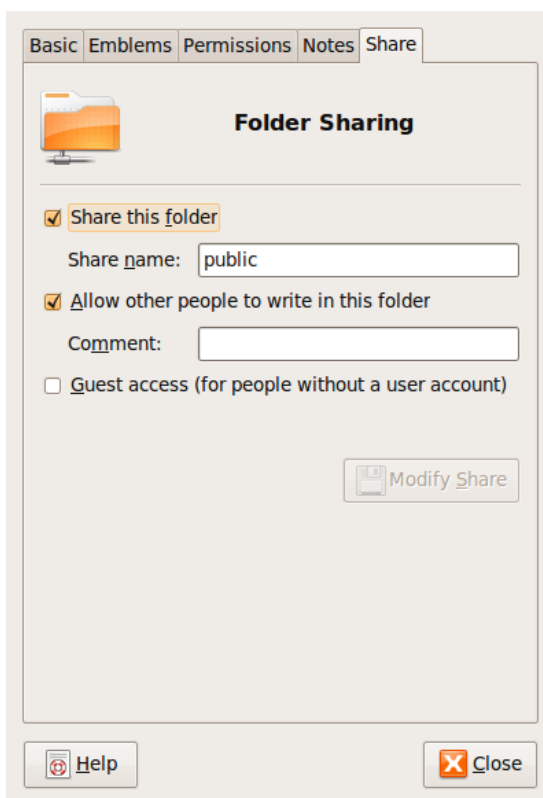 Basic Emblems Permissions Notes Share
Folder Sharing
Share this folder
Share name: public
Allow other people to write in this folder
Comment:
Guest access (for people without a user account)
Modify Share
Help Close